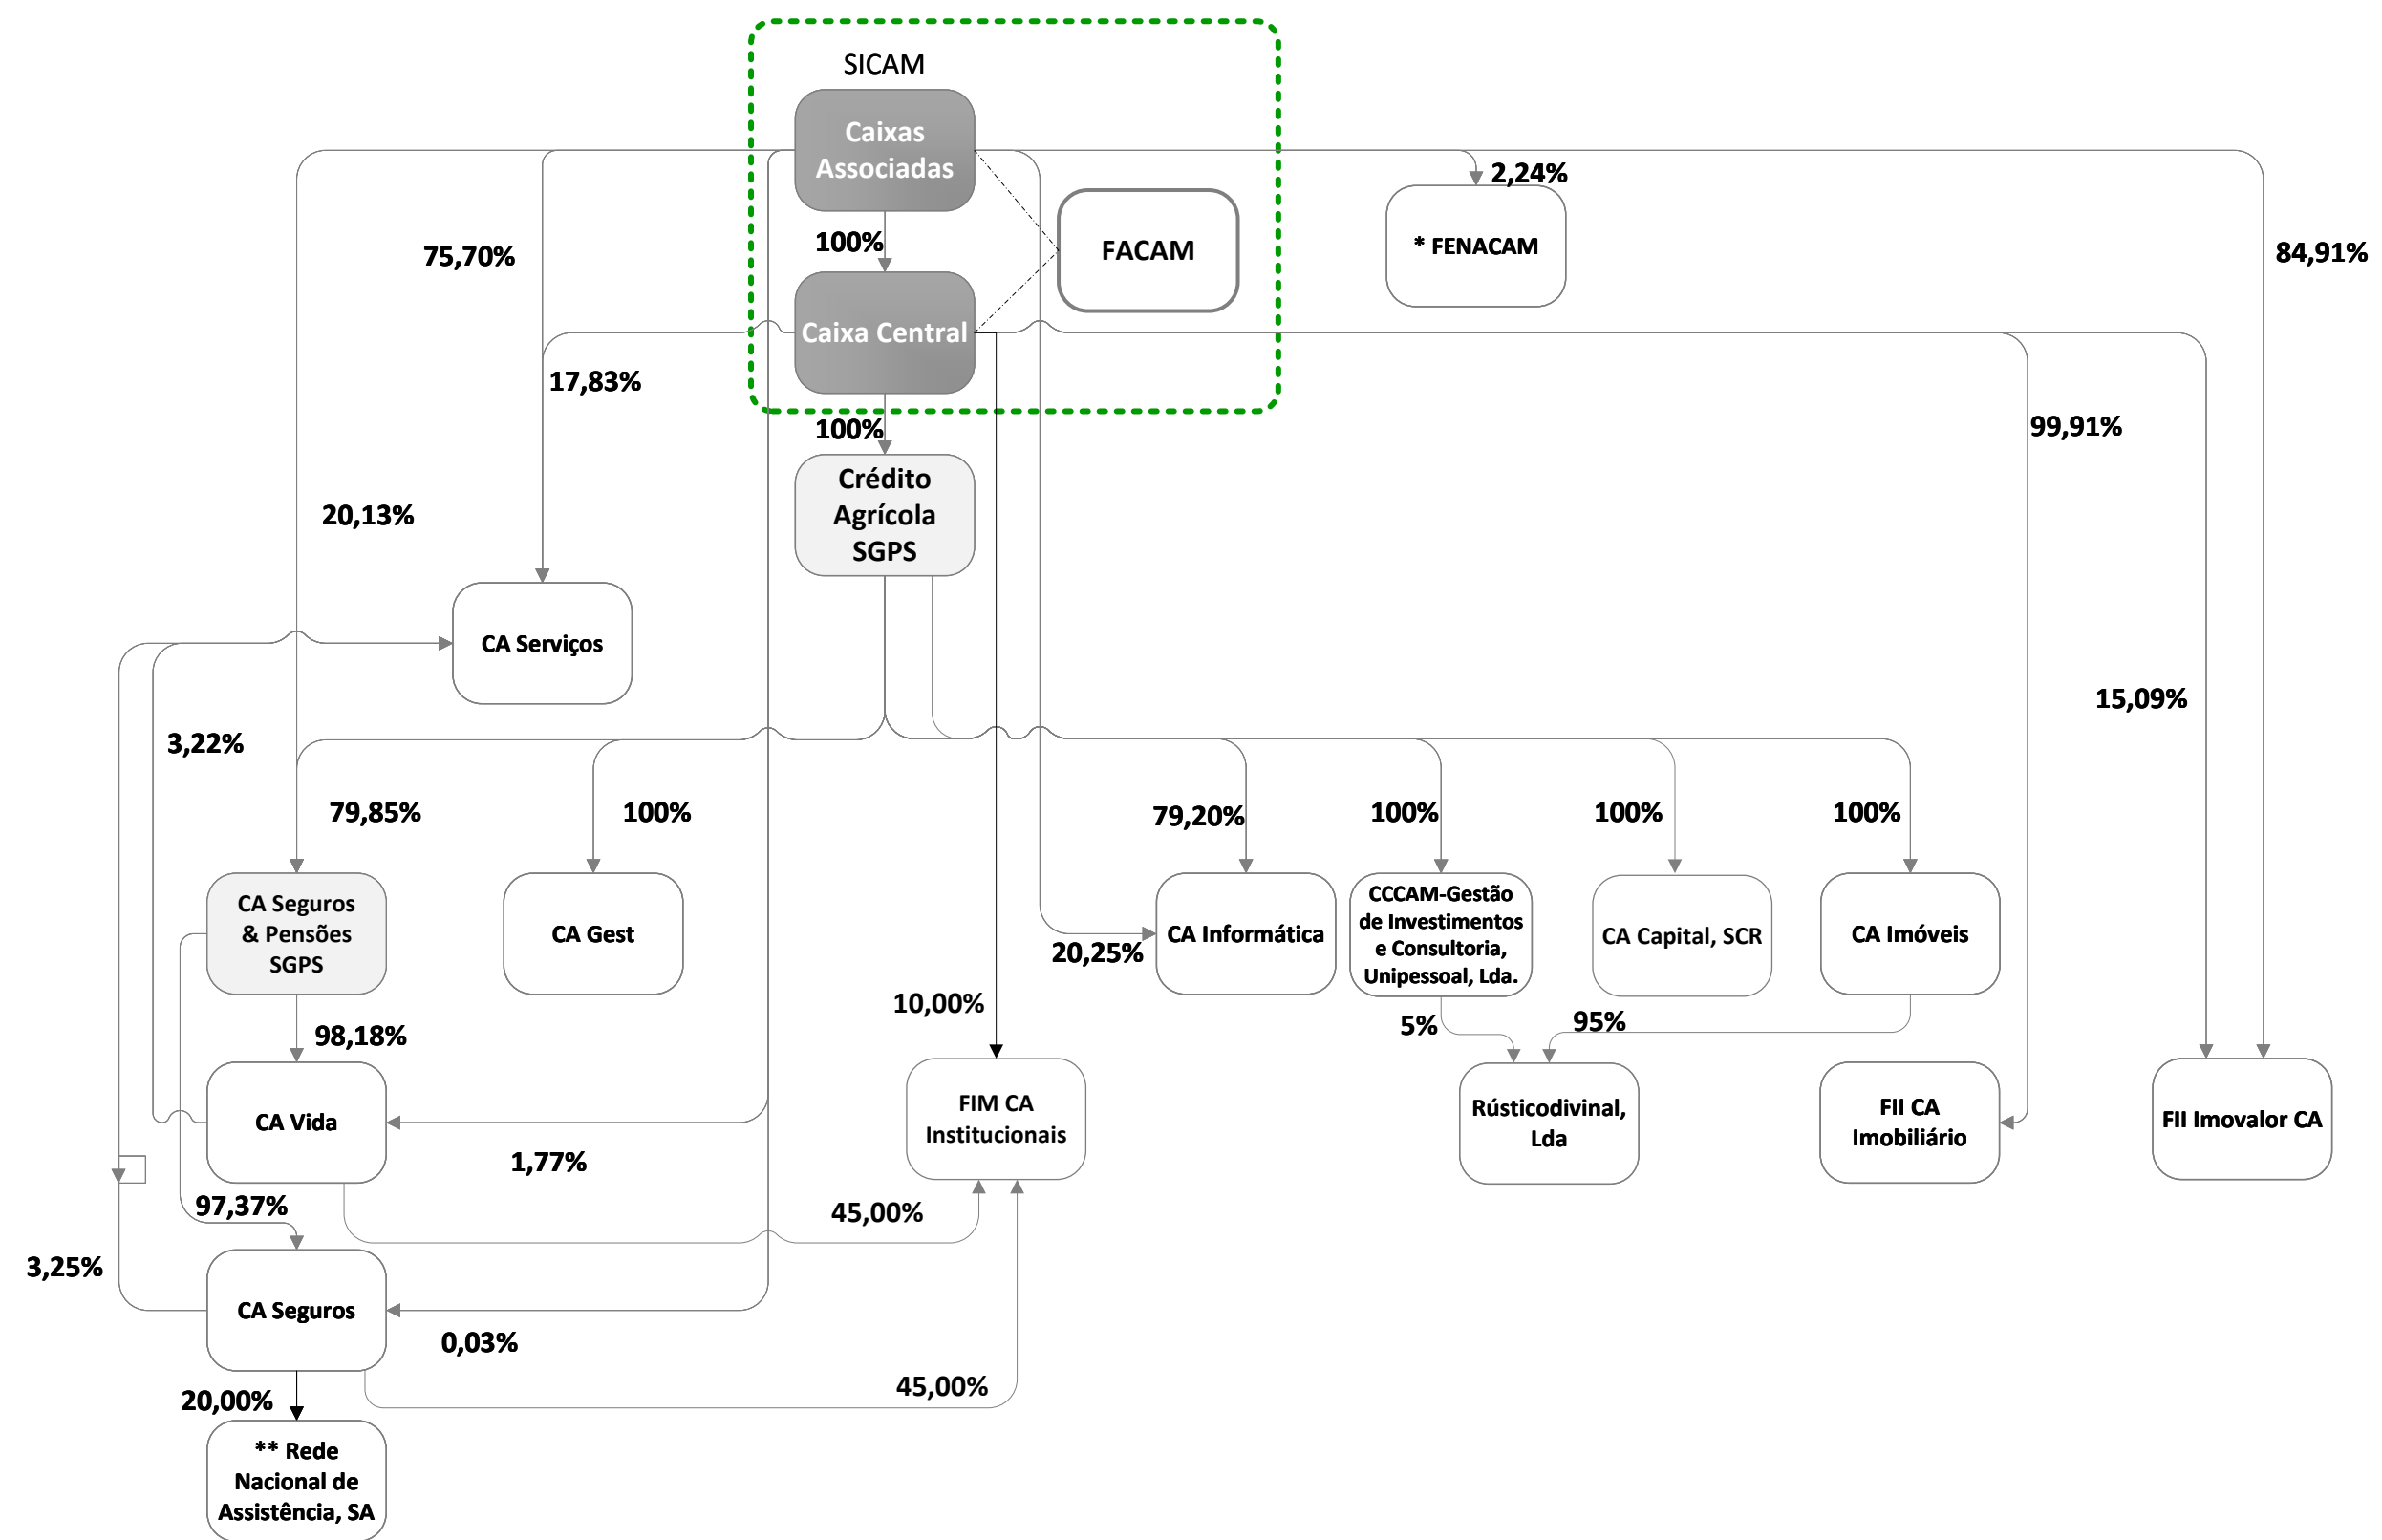 SICAM
Caixas
Associadas
2,24%
100%
FACAM
* FENACAM
75,70%
84,91%
Caixa Central
17,83%
100%
99,91%
Crédito
Agrícola
SGPS
20,13%
CA Serviços
15,09%
3,22%
79,85%
100%
79,20%
100%
100%
100%
CA Seguros
& Pensões
SGPS
CA Gest
CA Informática
20,25%
CCCAM-Gestão
de Investimentos
e Consultoria,
Unipessoal, Lda.
CA Capital, SCR
CA Imóveis
10,00%
5%
95%
98,18%
CA Vida
FIM CA
Institucionais
Rústicodivinal,
Lda
FII CA
Imobiliário
FII Imovalor CA
1,77%
97,37%
45,00%
3,25%
CA Seguros
0,03%
45,00%
20,00%
** Rede
Nacional de
Assistência, SA